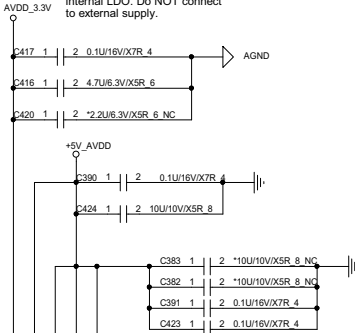 internal LDO. Do NOT connect
to external supply.
AVDD_3.3V
C417 1 2 0.1U/16V/X7R_4
AGND
C416 1 2 4.7U/6.3V/X5R_6
C420 1 2 *2.2U/6.3V/X5R_6_NC
+5V_AVDD
C390 1 2 0.1U/16V/X7R_4
C424 1 2 10U/10V/X5R_8
C383 1 2 *10U/10V/X5R_8_NC
C382 1 2 *10U/10V/X5R_8_NC
C391 1 2 0.1U/16V/X7R_4
C423 1 2 0.1U/16V/X7R_4